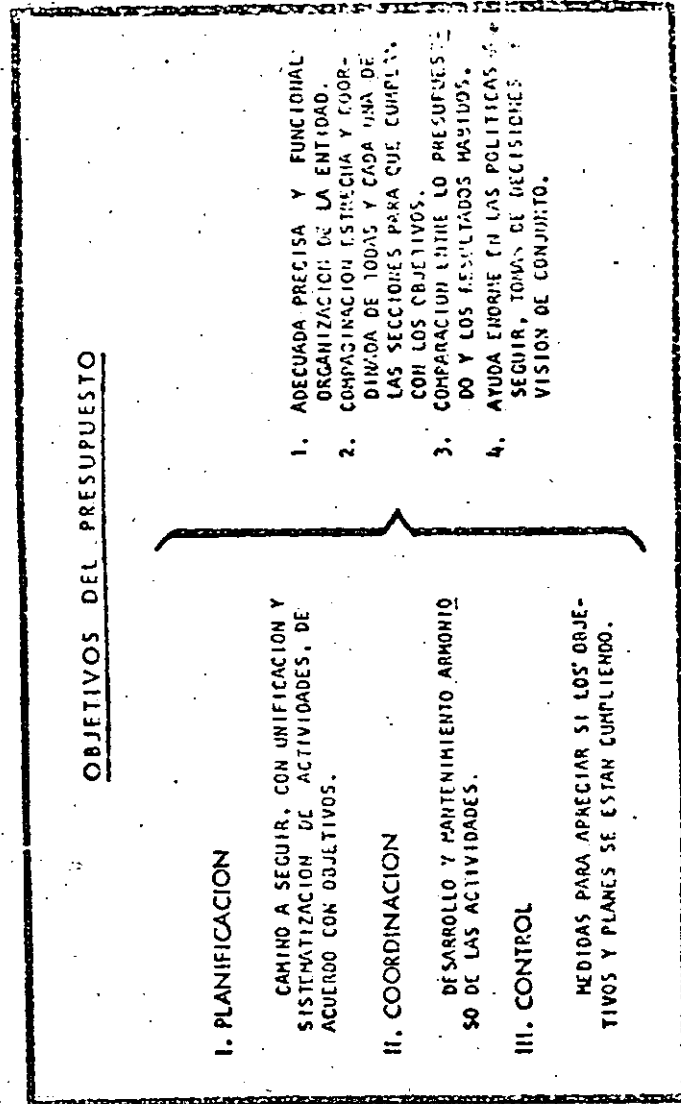 OBJETIVOS DEL PRESUPUESTO
I. PLANIFICACION
CAMINO A SEGUIR, CON UNIFICACION Y
SISTEMATIZACION DE ACTIVIDADES, DE
ACUERDO CON OBJETIVOS.
II. COORDINACION
DESARROLLO Y MANTENIMIENTO ARMONIO
SO DE LAS ACTIVIDADES.
III. CONTROL
MEDIDAS PARA APRECIAR SI LOS OBJE-
TIVOS Y PLANES SE ESTAN CUMPLIENDO.
1. ADECUADA PRECISA Y FUNCIONAL
ORGANIZACION DE LA ENTIDAD.
2. COMPAGINACION ESTRECHA Y COOR-
DINADA DE TODAS Y CADA UNA DE
LAS SECCIONES PARA QUE CUMPLAN
CON LOS OBJETIVOS.
3. COMPARACION ENTRE LO PRESUPUESTA
DO Y LOS RESULTADOS HABIDOS.
4. AYUDA ENORME EN LAS POLITICAS
SEGUIR, TOMAS DE DECISIONES
VISION DE CONJUNTO.